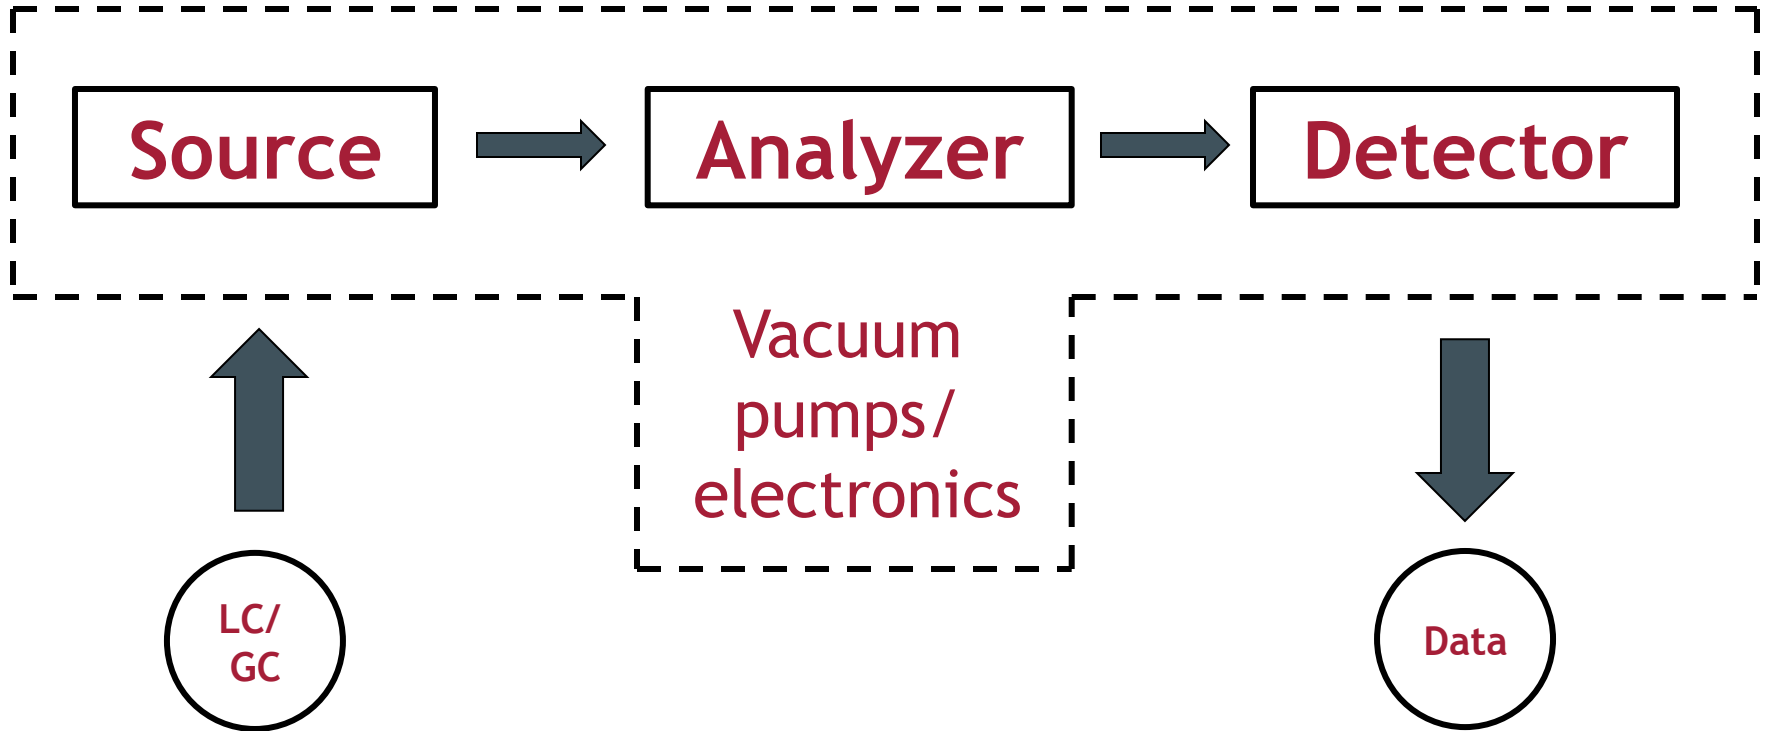 Source
Analyzer
Detector
Vacuum
pumps/
electronics
LC/
GC
Data